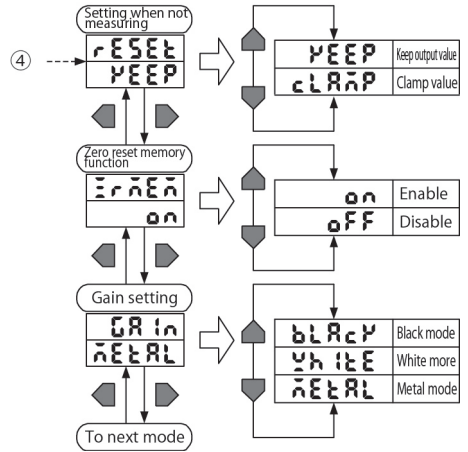 Setting when not
measuring
④
rESEt
KEEP
KEEP
Keep output value
cLAmP
Clamp value
Zero reset memory
function
ZrmEm
on
on
Enable
oFF
Disable
Gain setting
GAIn
mEtAL
bLAcK
Black mode
WhItE
White more
mEtAL
Metal mode
To next mode